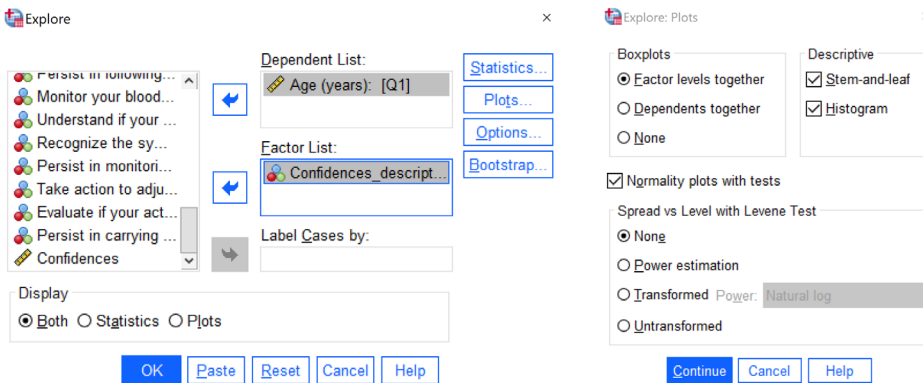 Explore
Persist in following...
Monitor your blood...
Understand if your ...
Recognize the sy...
Persist in monitori...
Take action to adju...
Evaluate if your act...
Persist in carrying ...
Confidences
Dependent List:
Age (years): [Q1]
Factor List:
Confidences_descript...
Label Cases by:
Statistics...
Plots...
Options...
Bootstrap...
Display
Both Statistics Plots
OK Paste Reset Cancel Help
Explore: Plots
Boxplots
Factor levels together
Dependents together
None
Descriptive
Stem-and-leaf
Histogram
Normality plots with tests
Spread vs Level with Levene Test
None
Power estimation
Transformed Power: Natural log
Untransformed
Continue Cancel Help